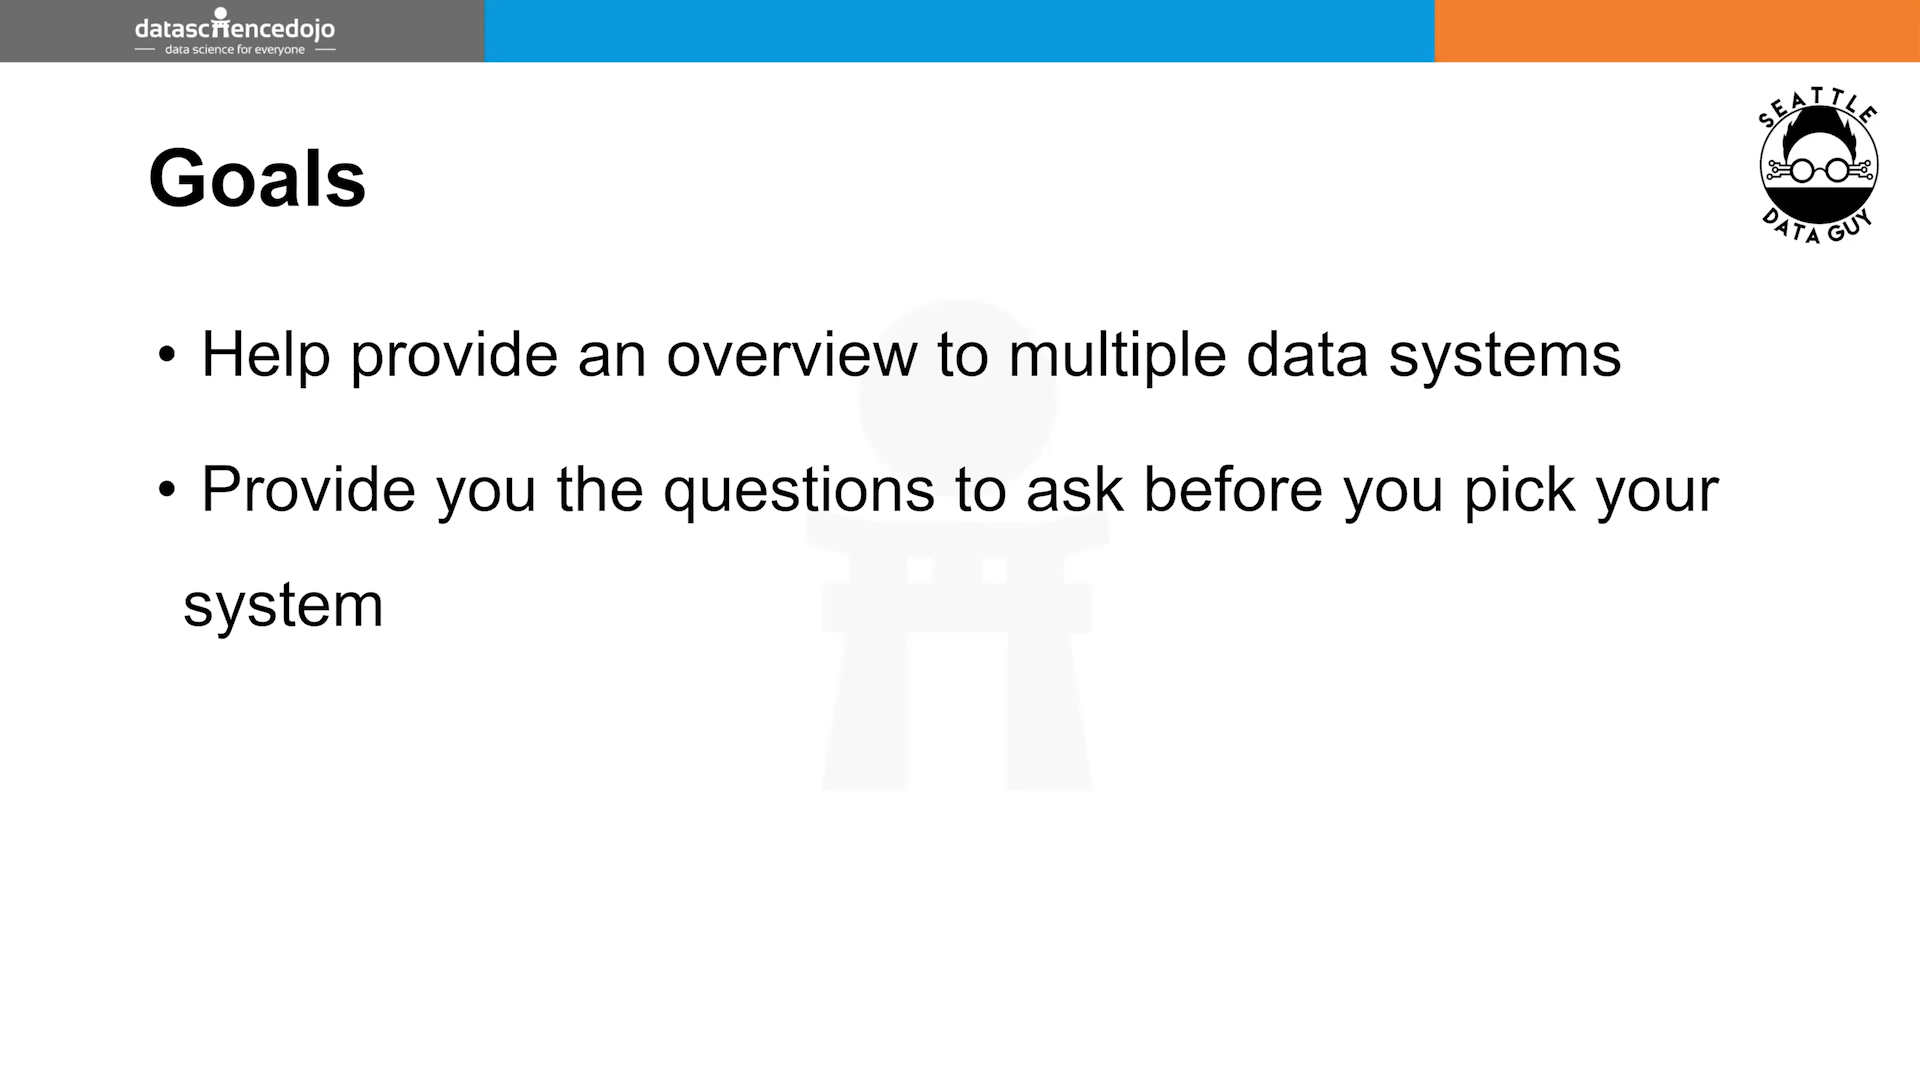 datasciencedojo
data science for everyone
SEATTLE
DATA GUY
Goals
• Help provide an overview to multiple data systems
• Provide you the questions to ask before you pick your
system